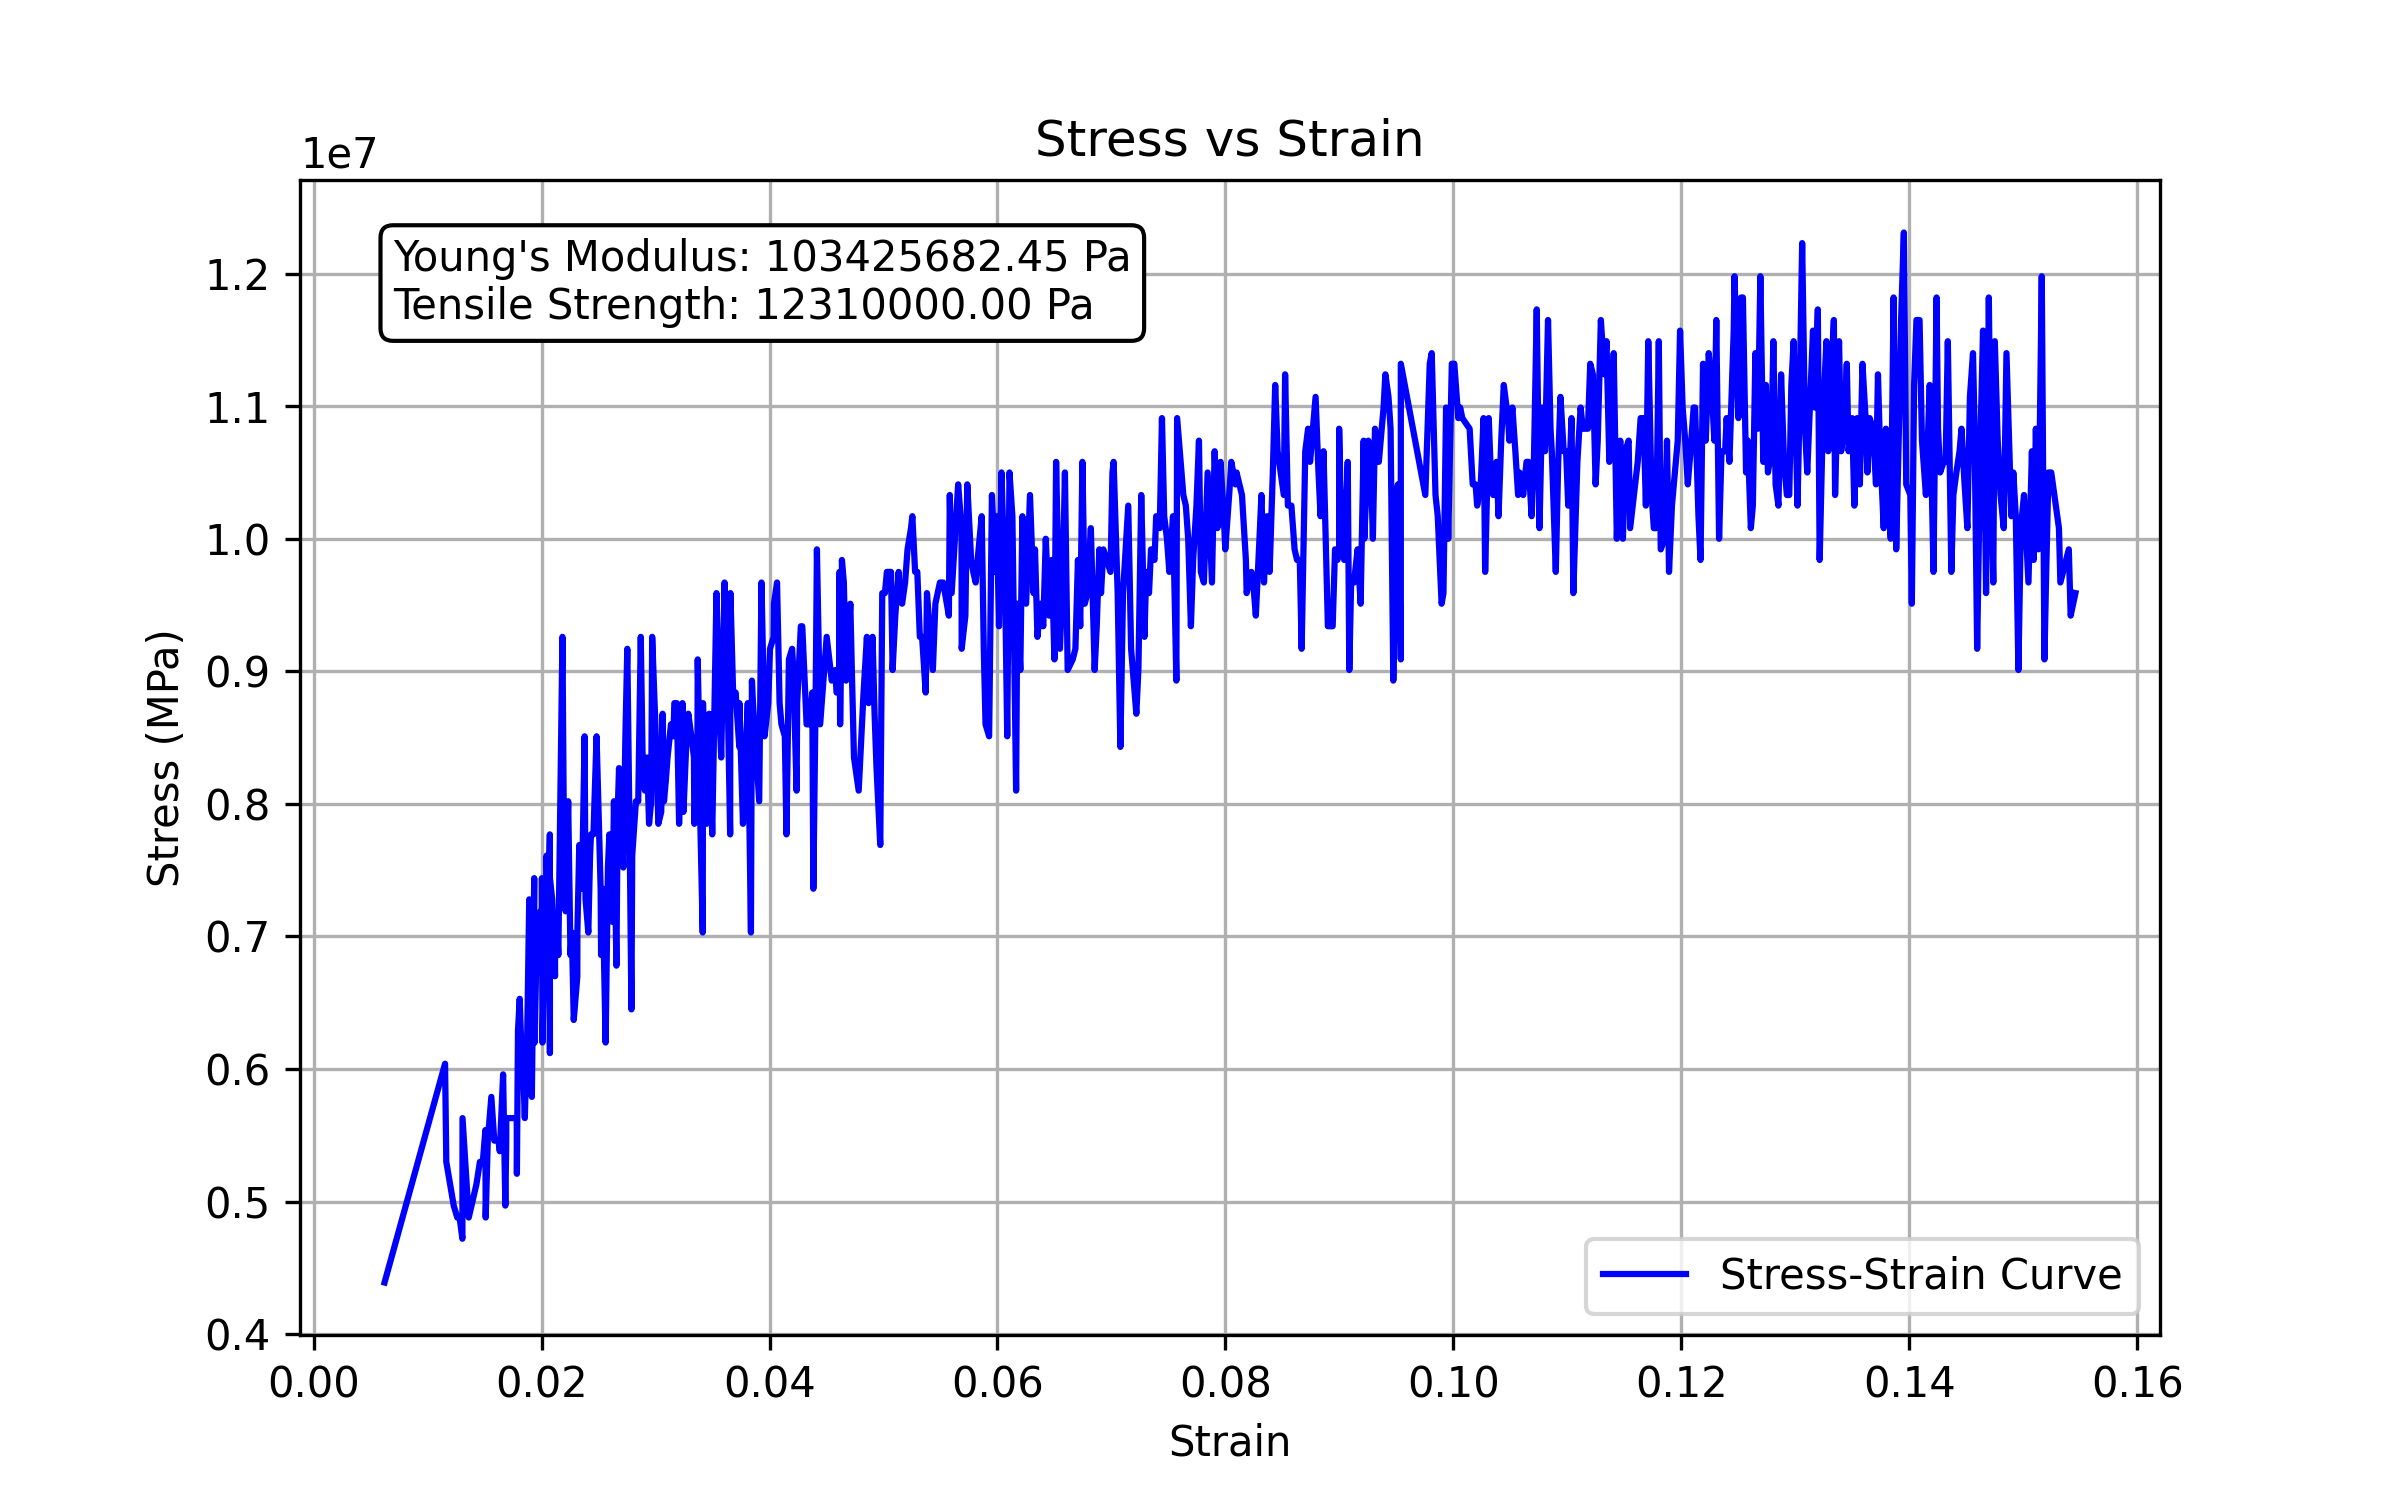 Stress vs Strain
1e7
Young's Modulus: 103425682.45 Pa
Tensile Strength: 12310000.00 Pa
1.2
1.1
1.0
0.9
0.8
0.7
0.6
0.5
0.4
Stress (MPa)
Stress-Strain Curve
0.00 0.02 0.04 0.06 0.08 0.10 0.12 0.14 0.16
Strain